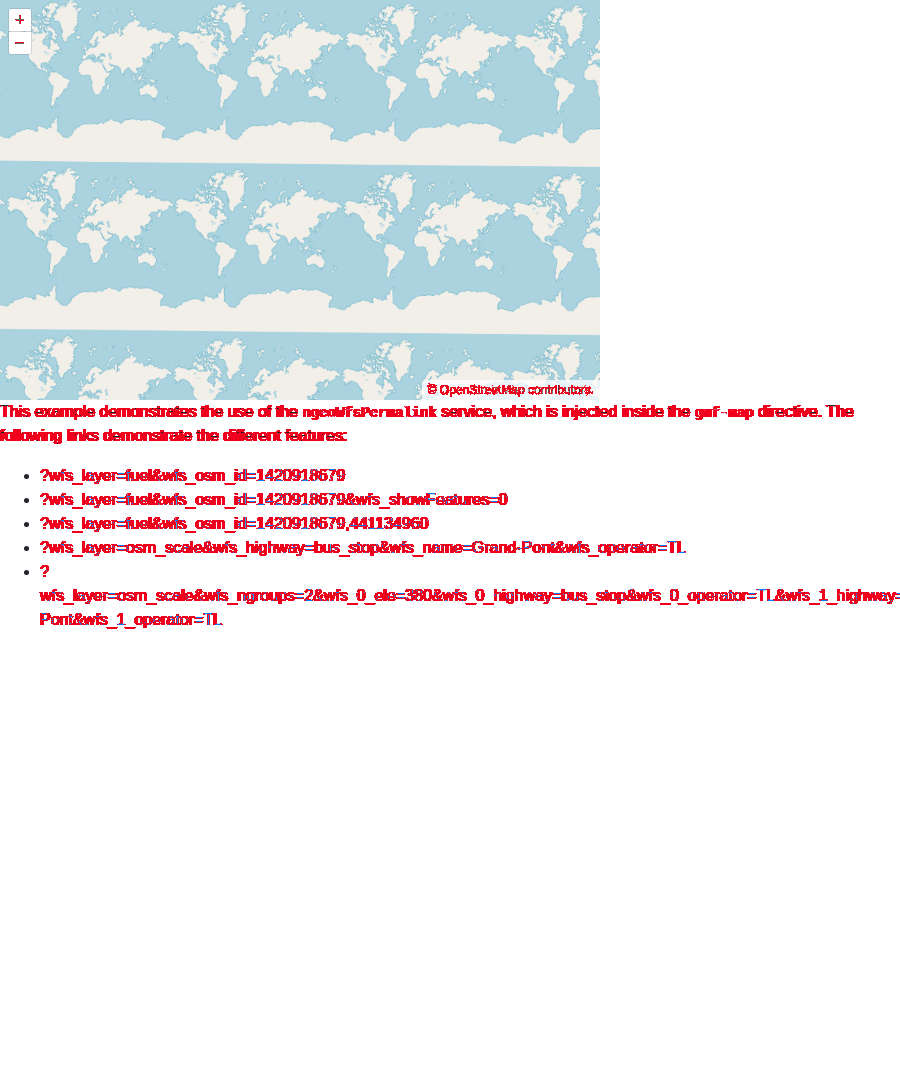 +
−
© OpenStreetMap contributors.
This example demonstrates the use of the ngeoWfsPermalink service, which is injected inside the gmf-map directive. The
following links demonstrate the different features:
?wfs_layer=fuel&wfs_osm_id=1420918679
?wfs_layer=fuel&wfs_osm_id=1420918679&wfs_showFeatures=0
?wfs_layer=fuel&wfs_osm_id=1420918679,441134960
?wfs_layer=osm_scale&wfs_highway=bus_stop&wfs_name=Grand-Pont&wfs_operator=TL
?
wfs_layer=osm_scale&wfs_ngroups=2&wfs_0_ele=380&wfs_0_highway=bus_stop&wfs_0_operator=TL&wfs_1_highway=
Pont&wfs_1_operator=TL